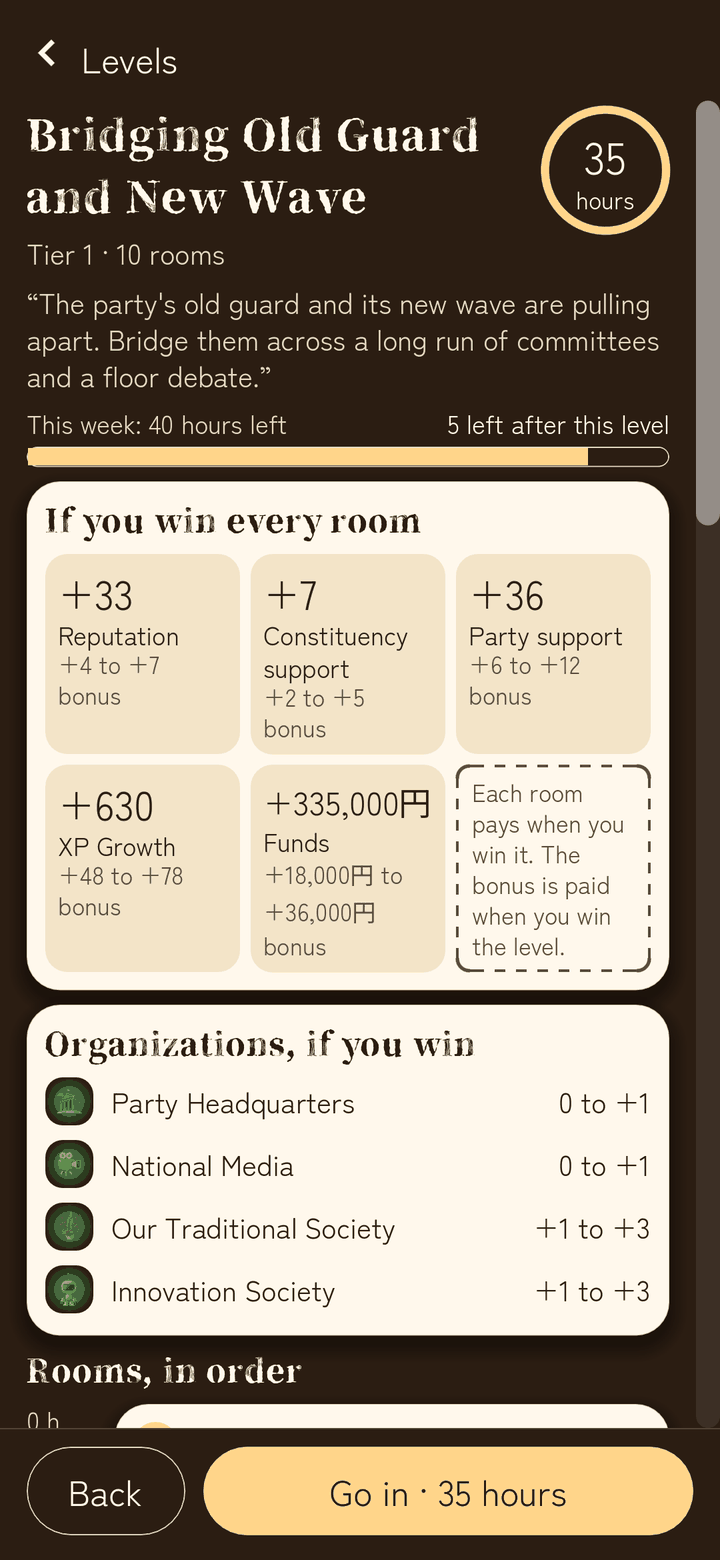 Levels
Bridging Old Guard
and New Wave
35
hours
Tier 1 · 10 rooms
“The party's old guard and its new wave are pulling
apart. Bridge them across a long run of committees
and a floor debate.”
This week: 40 hours left
5 left after this level
If you win every room
+33
Reputation
+4 to +7
bonus
+7
Constituency
support
+2 to +5
bonus
+36
Party support
+6 to +12
bonus
+630
XP Growth
+48 to +78
bonus
+335,000円
Funds
+18,000円 to
+36,000円
bonus
Each room
pays when you
win it. The
bonus is paid
when you win
the level.
Organizations, if you win
Party Headquarters 0 to +1
National Media 0 to +1
Our Traditional Society +1 to +3
Innovation Society +1 to +3
Rooms, in order
0 h
Back
Go in · 35 hours